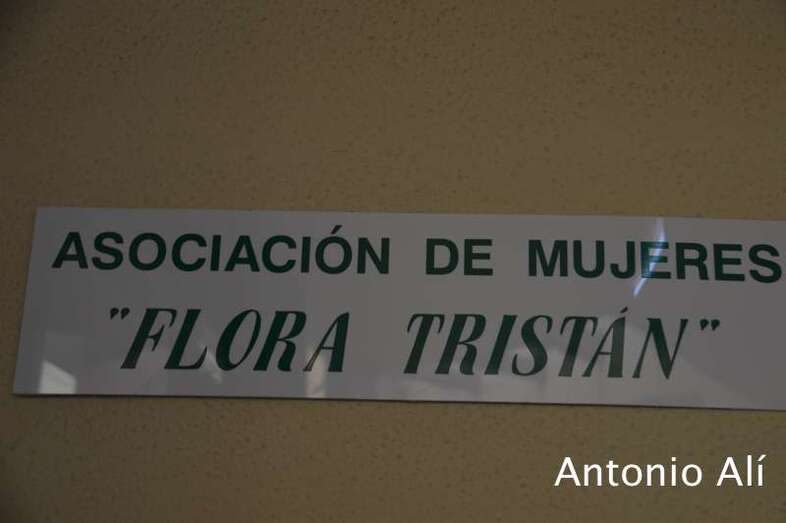 ASOCIACIÓN DE MUJERES
"FLORA TRISTÁN"
Antonio Alí